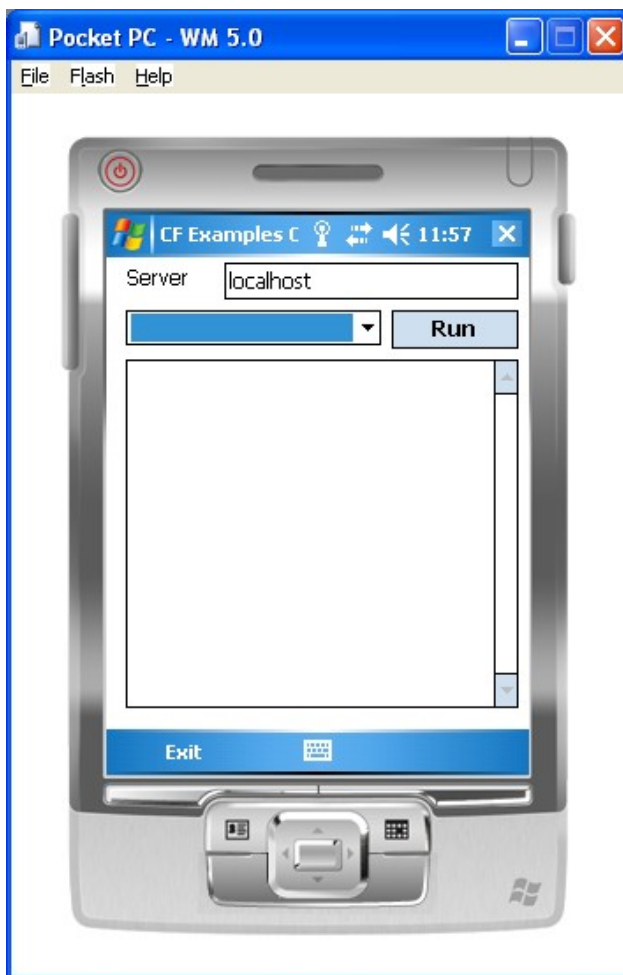 Pocket PC - WM 5.0
File Flash Help
CF Examples C 11:57
Server localhost
Run
Exit